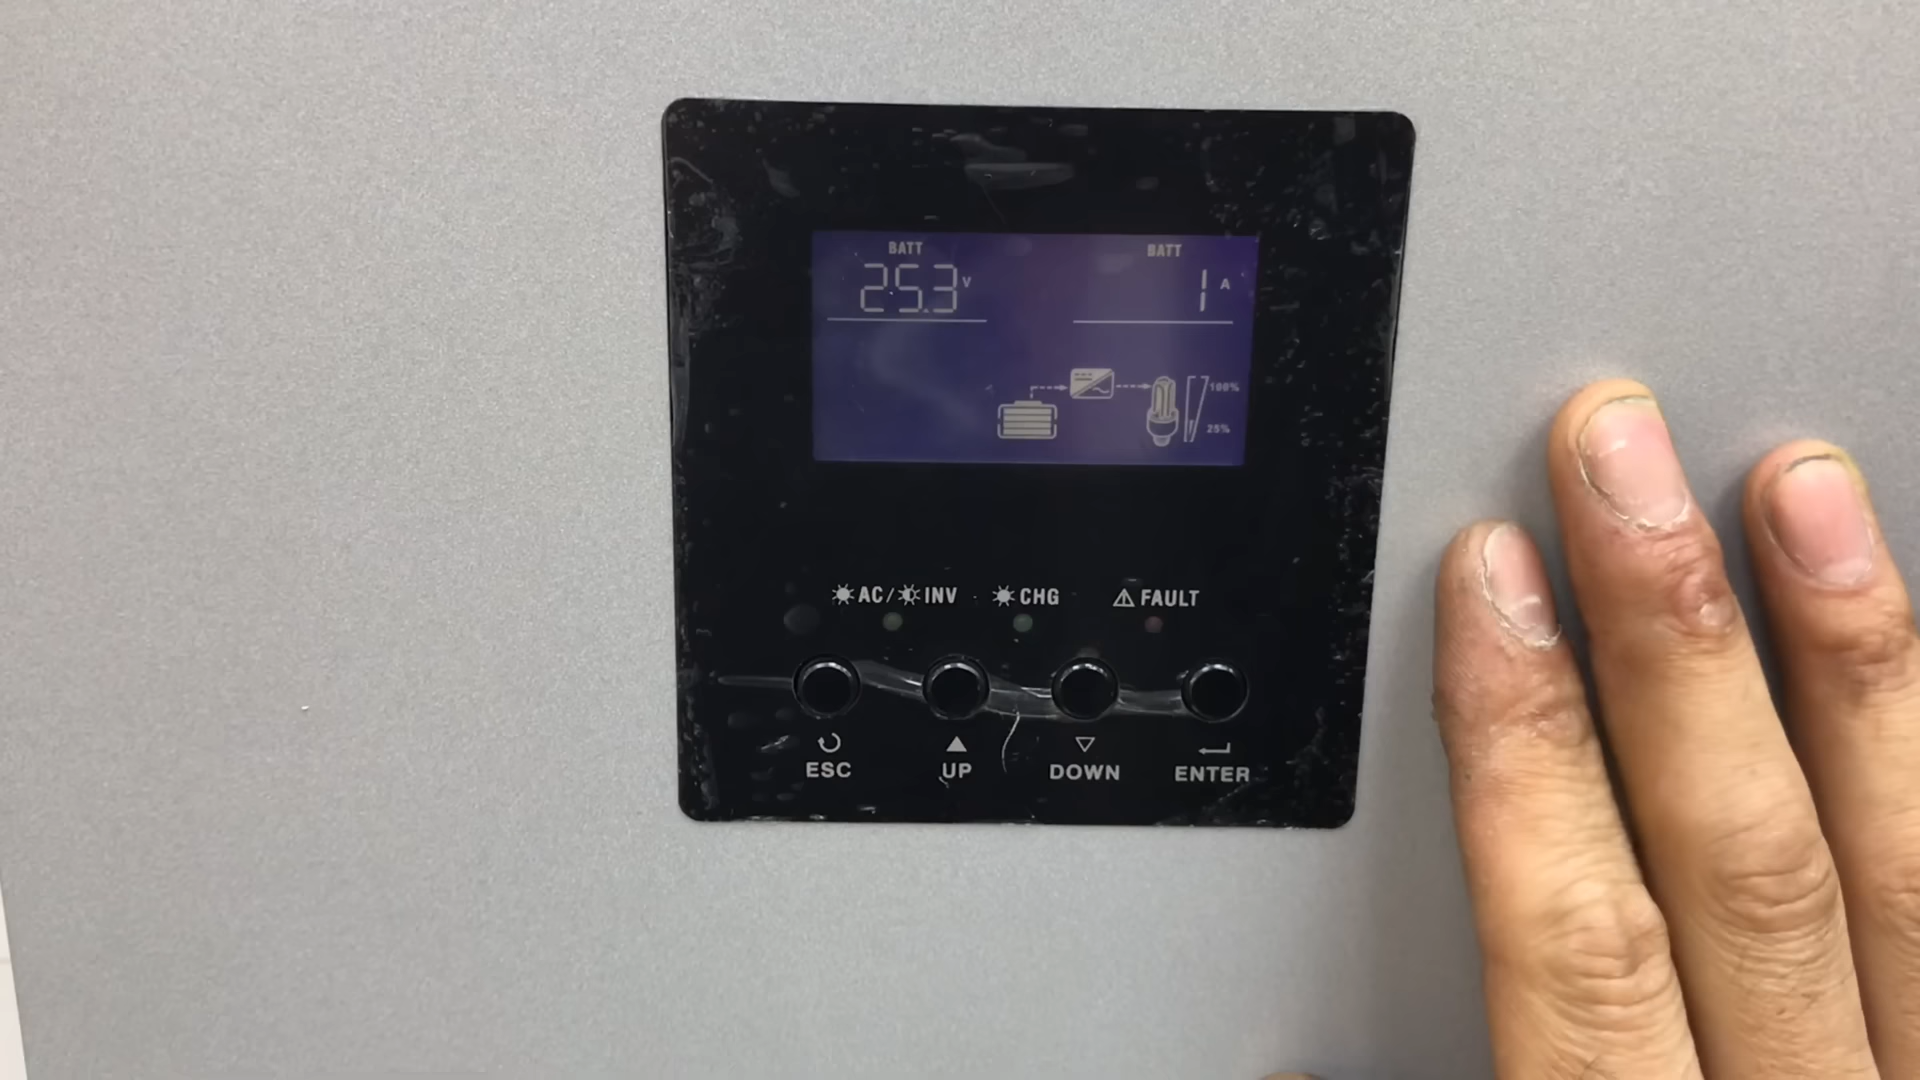 BATT BATT
25.3V 1A
100%
25%
AC/INV CHG FAULT
ESC UP DOWN ENTER